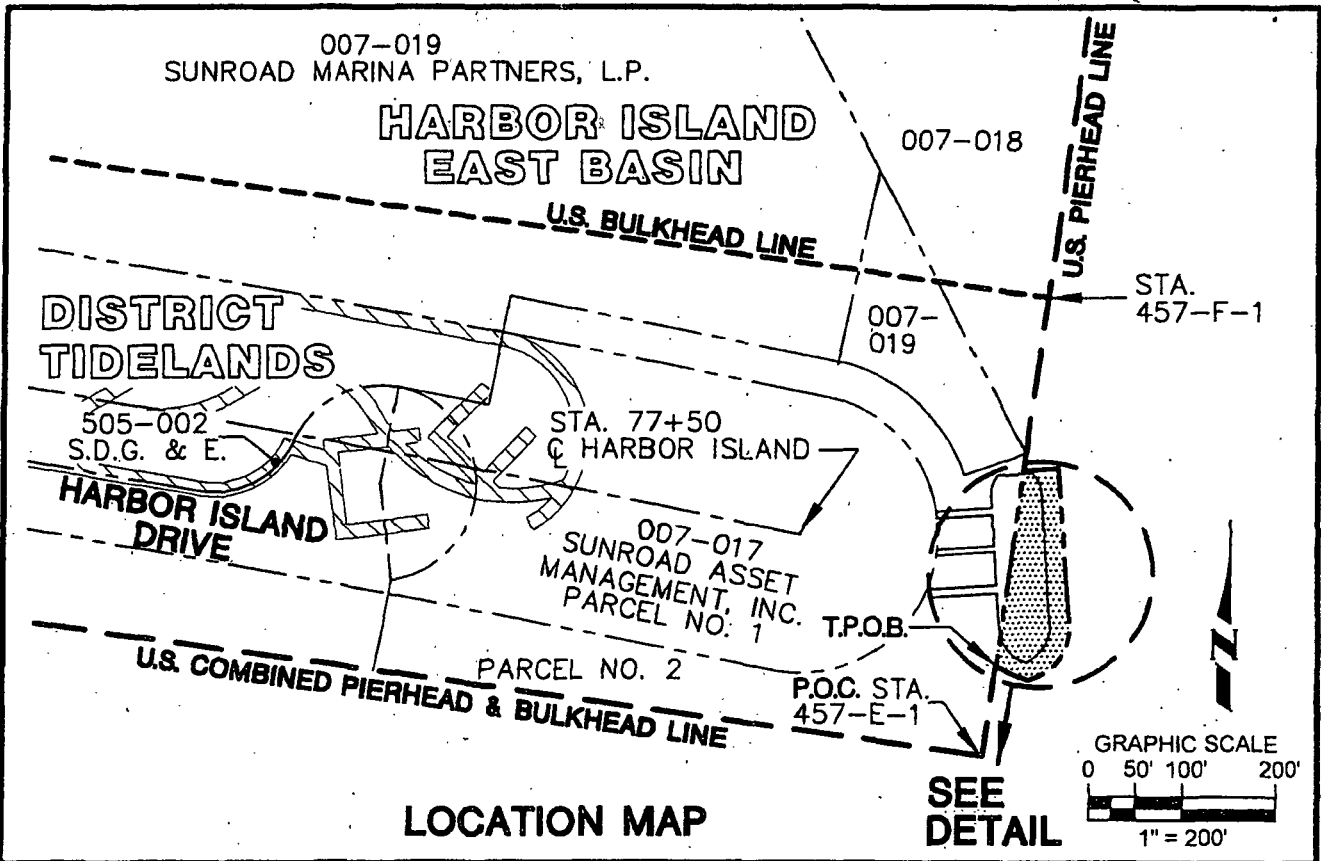 007-019
SUNROAD MARINA PARTNERS, L.P.
HARBOR ISLAND
EAST BASIN
007-018
U.S. PIERHEAD LINE
U.S. BULKHEAD LINE
STA.
457-F-1
007-
019
DISTRICT
TIDELANDS
505-002
S.D.G. & E.
STA. 77+50
℄ HARBOR ISLAND
HARBOR ISLAND
DRIVE
007-017
SUNROAD ASSET
MANAGEMENT, INC.
PARCEL NO. 1
T.P.O.B.
PARCEL NO. 2
P.O.C. STA.
457-E-1
U.S. COMBINED PIERHEAD & BULKHEAD LINE
N
GRAPHIC SCALE
0 50' 100' 200'
1" = 200'
SEE
DETAIL
LOCATION MAP